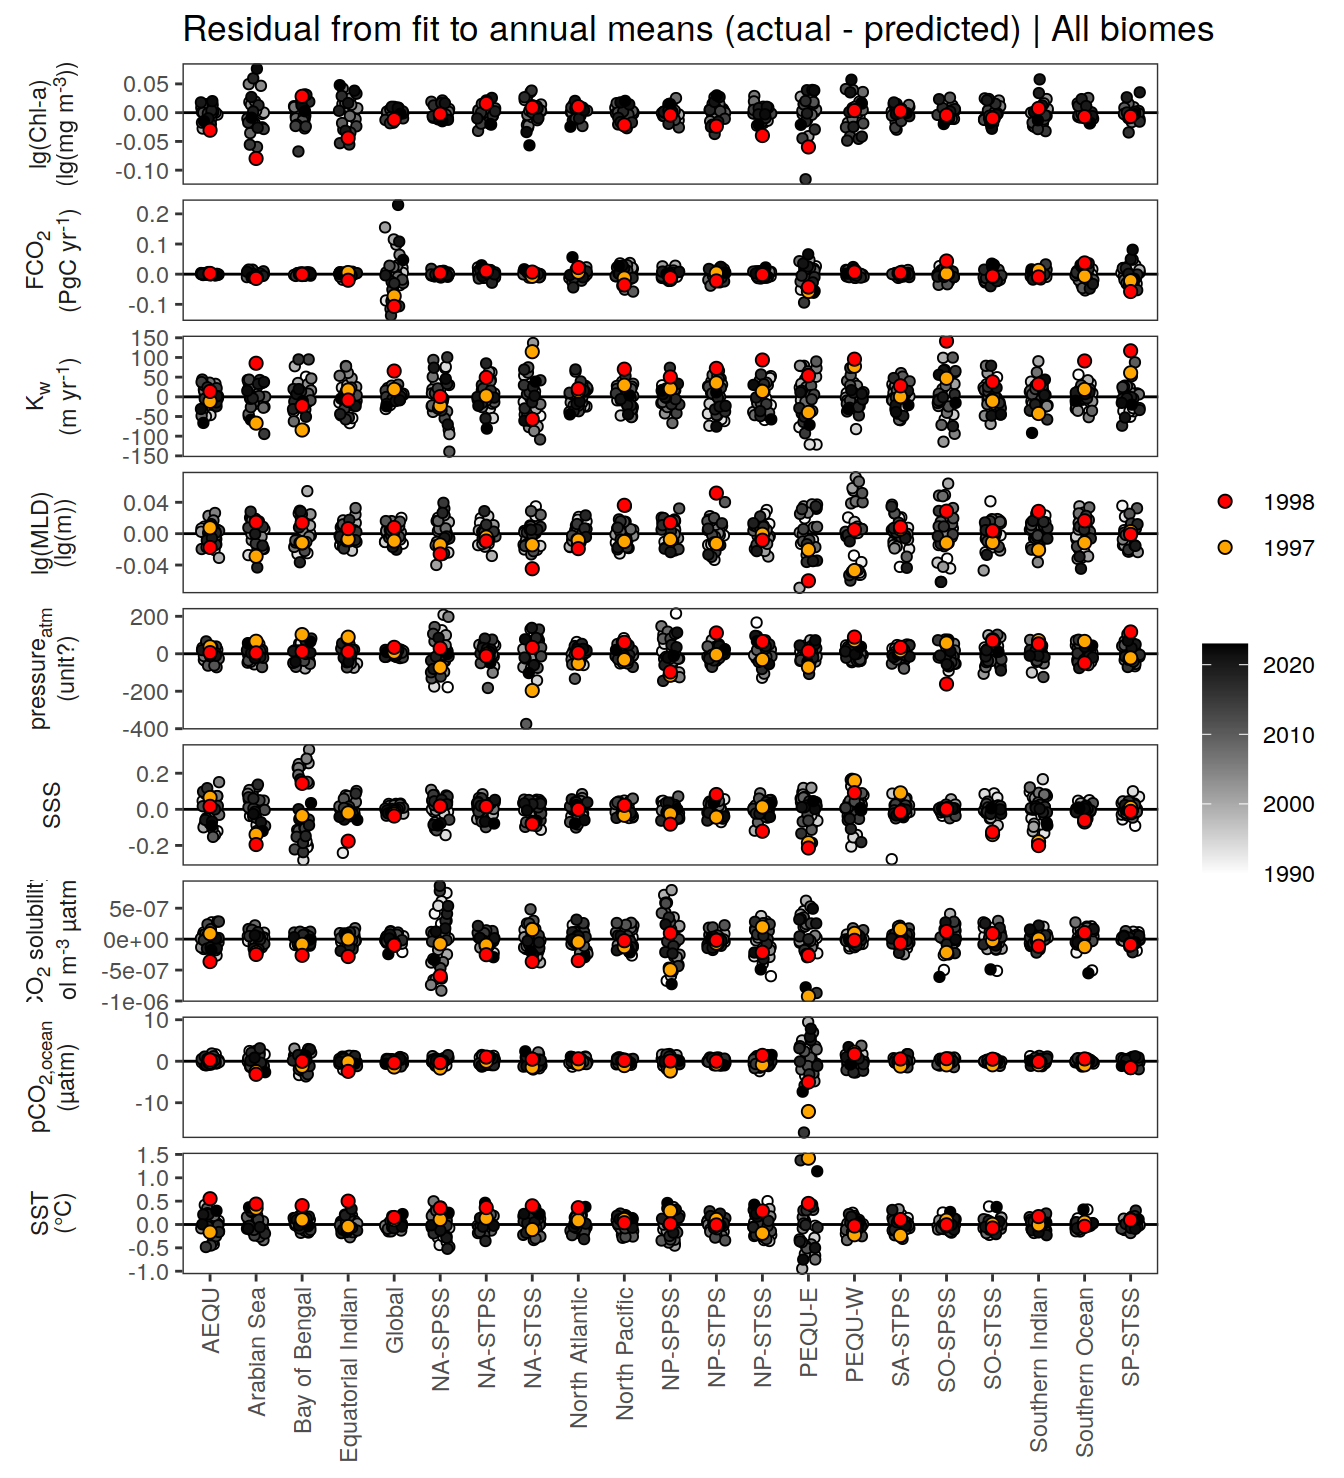 Residual from fit to annual means (actual - predicted) | All biomes
lg(Chl-a)
(lg(mg m⁻³))
0.05
0.00
-0.05
-0.10
FCO₂
(PgC yr⁻¹)
0.2
0.1
0.0
-0.1
K_w
(m yr⁻¹)
150
100
50
0
-50
-100
-150
lg(MLD)
(lg(m))
0.04
0.00
-0.04
pressure_atm
(unit?)
200
0
-200
-400
SSS
0.2
0.0
-0.2
CO₂ solubility
ol m⁻³ µatm
5e-07
0e+00
-5e-07
-1e-06
pCO₂,ocean
(µatm)
10
0
-10
SST
(°C)
1.5
1.0
0.5
0.0
-0.5
-1.0
AEQU
Arabian Sea
Bay of Bengal
Equatorial Indian
Global
NA-SPSS
NA-STPS
NA-STSS
North Atlantic
North Pacific
NP-SPSS
NP-STPS
NP-STSS
PEQU-E
PEQU-W
SA-STPS
SO-SPSS
SO-STSS
Southern Indian
Southern Ocean
SP-STSS
1998
1997
2020
2010
2000
1990